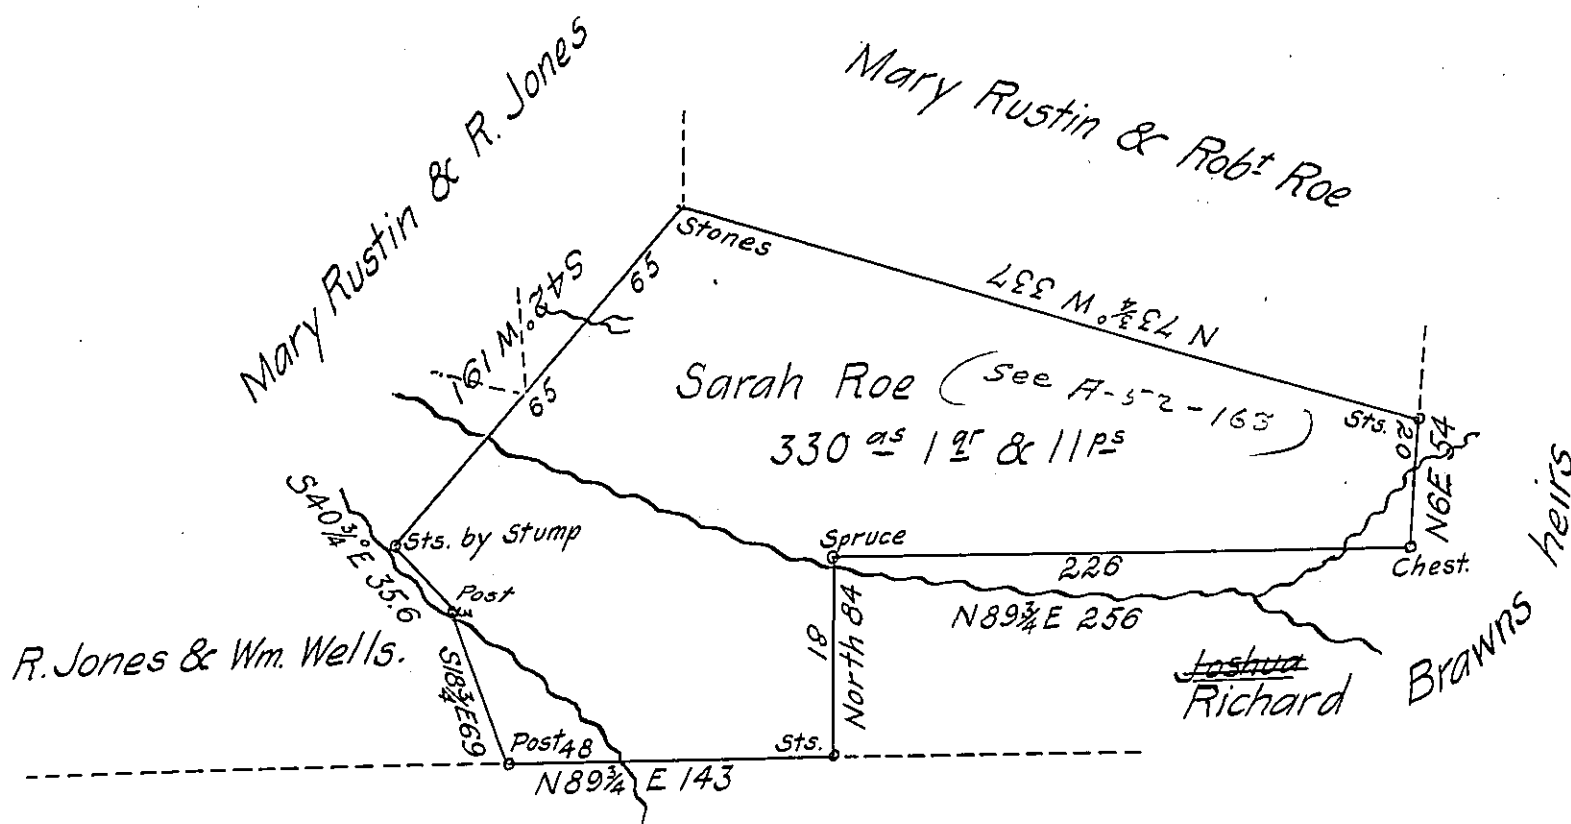 Mary Rustin & R. Jones
Mary Rustin & Robt Roe
Stones
65
S42°W 191
65
N 73¾° W 337
Sarah Roe (See A-52-163)
330 as 1 qr & 11 ps
Sts.
20
N6E 54
Brawns heirs
S40¾°E 35.6
Sts. by Stump
Spruce
226
Chest.
Post
3
N89¾E 256
18
North 84
R. Jones & Wm. Wells.
S18¾E69
Joshua
Richard
Post
48
Sts.
N89¾ E 143